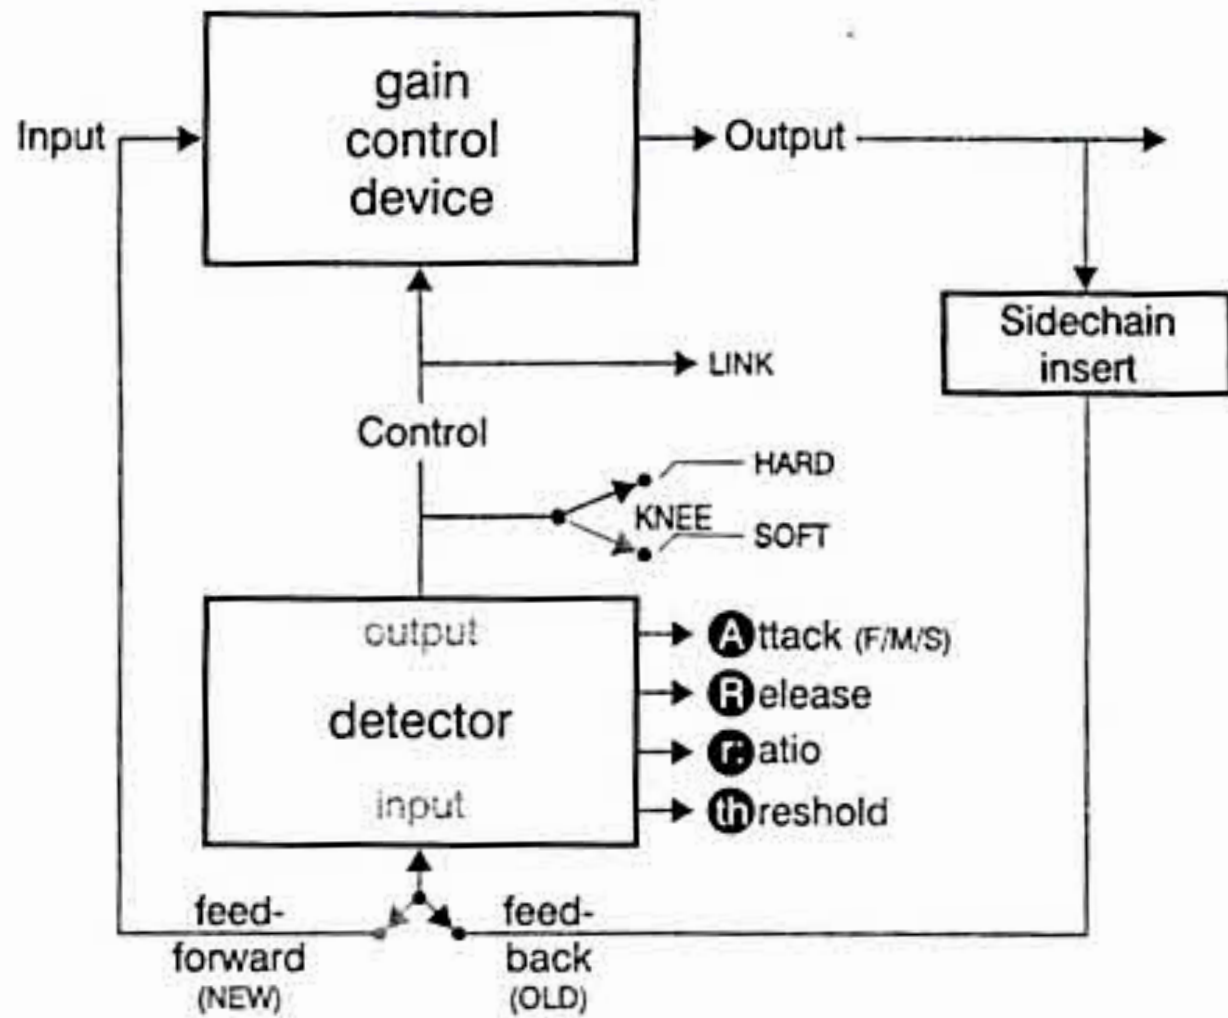 gain
control
device
Input
Output
Sidechain
insert
LINK
Control
HARD
KNEE
SOFT
output
detector
input
Attack (F/M/S)
Release
r:atio
threshold
feed-
forward
(NEW)
feed-
back
(OLD)